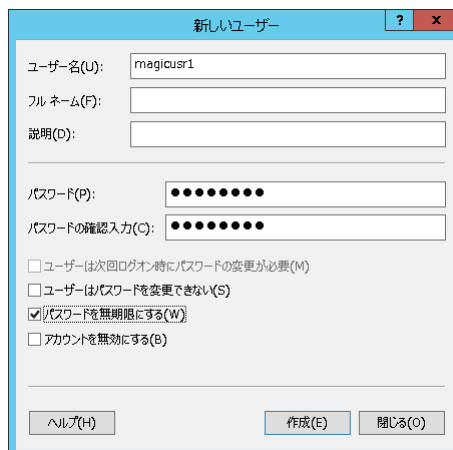 新しいユーザー
? x
ユーザー名(U): magicusr1
フル ネーム(F):
説明(D):
パスワード(P): ●●●●●●●●
パスワードの確認入力(C): ●●●●●●●●
ユーザーは次回ログオン時にパスワードの変更が必要(M)
ユーザーはパスワードを変更できない(S)
パスワードを無期限にする(W)
アカウントを無効にする(B)
ヘルプ(H) 作成(E) 閉じる(O)